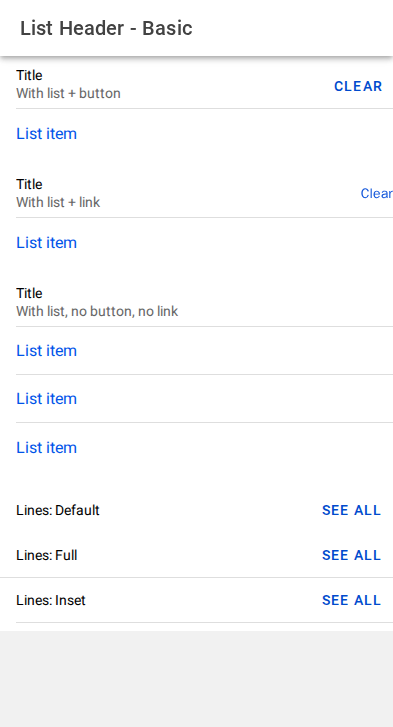 List Header - Basic
Title
With list + button
CLEAR
List item
Title
With list + link
Clear
List item
Title
With list, no button, no link
List item
List item
List item
Lines: Default
SEE ALL
Lines: Full
SEE ALL
Lines: Inset
SEE ALL